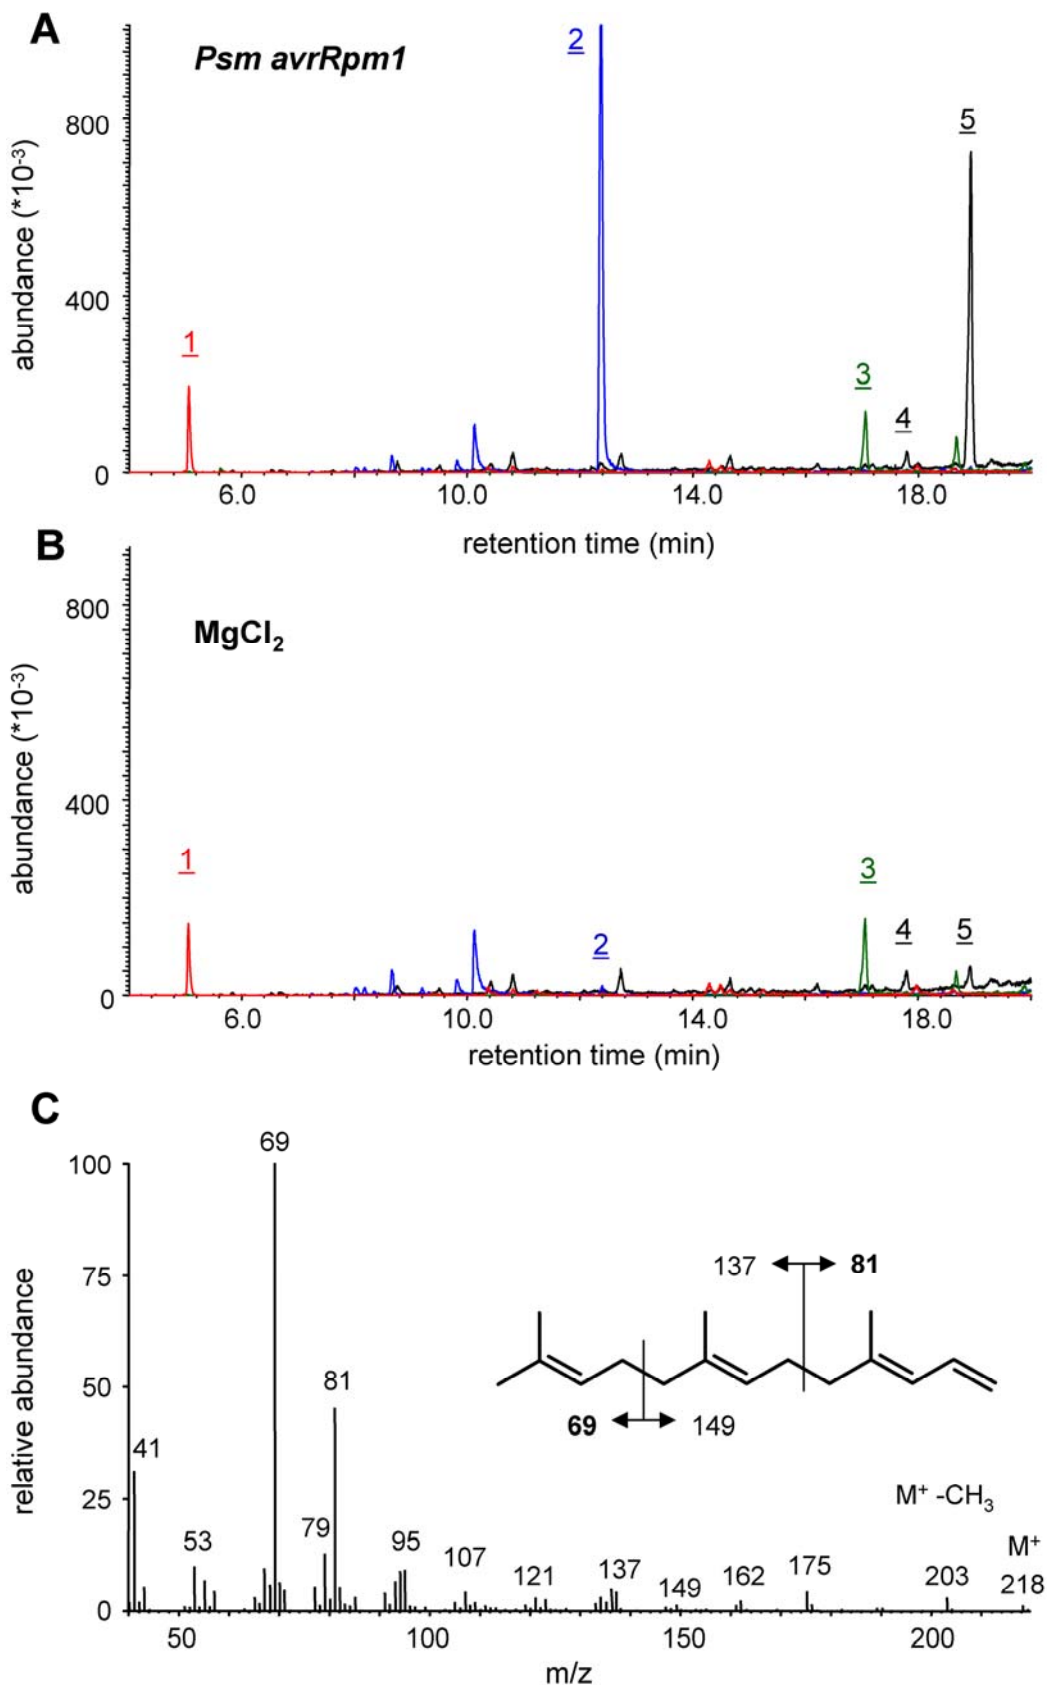 A
Psm avrRpm1
abundance (*10⁻³)
800
400
0
1
2
3
4
5
6.0 10.0 14.0 18.0
retention time (min)
B
MgCl₂
abundance (*10⁻³)
800
400
0
1
2
3
4
5
6.0 10.0 14.0 18.0
retention time (min)
C
relative abundance
100
75
50
25
0
41
53
69
79
81
95
107
121
137
149
162
175
203
218
M⁺ -CH₃
M⁺
137 81
69 149
50 100 150 200
m/z